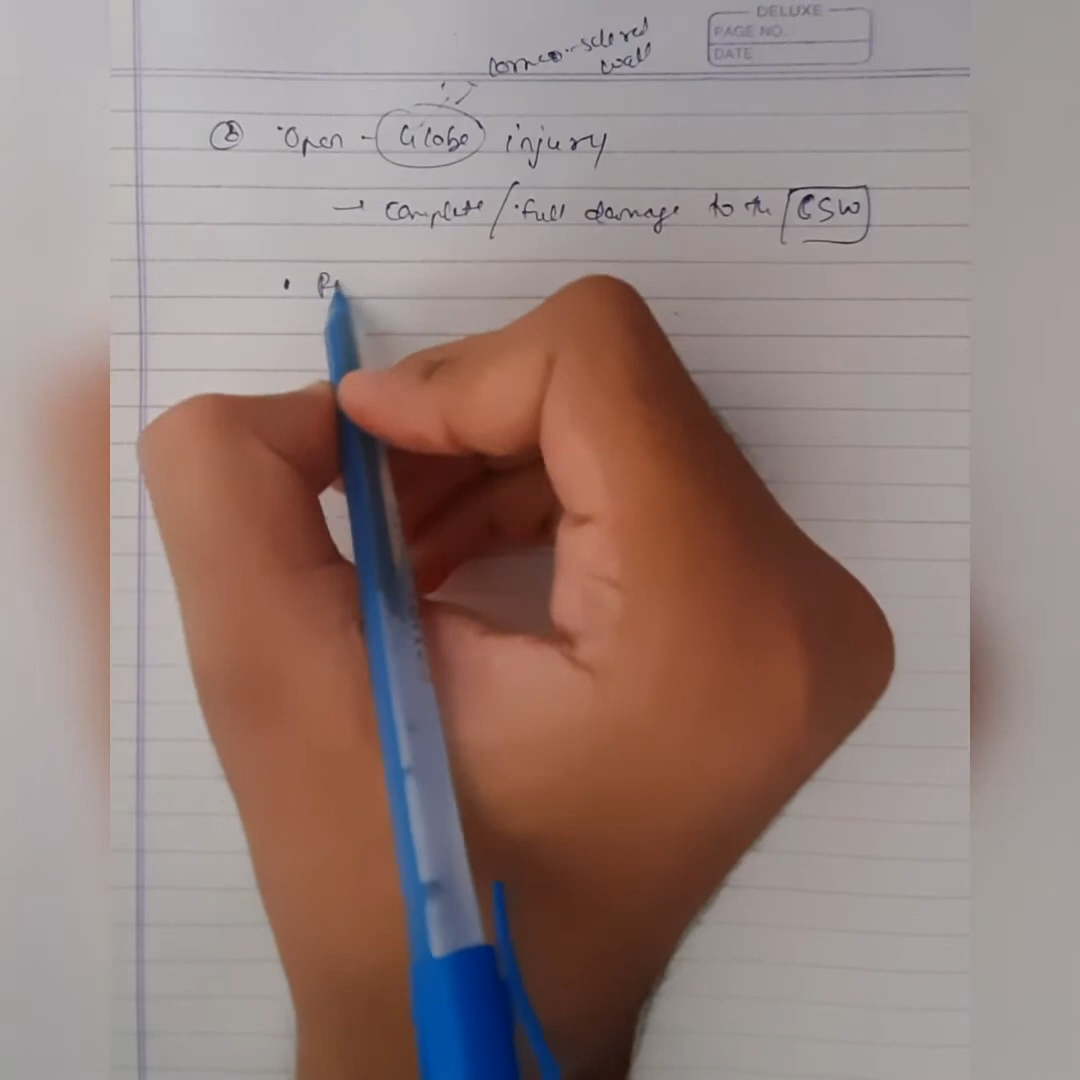 DELUXE
PAGE NO.
DATE
corneo-scleral
wall
② Open-Globe injury
→ complete/full damage to the CSW
•